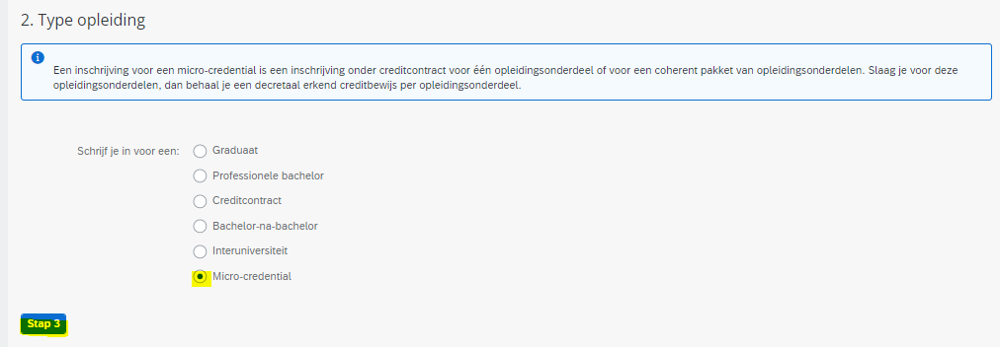 2. Type opleiding
Een inschrijving voor een micro-credential is een inschrijving onder creditcontract voor één opleidingsonderdeel of voor een coherent pakket van opleidingsonderdelen. Slaag je voor deze
opleidingsonderdelen, dan behaal je een decretaal erkend creditbewijs per opleidingsonderdeel.
Schrijf je in voor een:
Graduaat
Professionele bachelor
Creditcontract
Bachelor-na-bachelor
Interuniversiteit
Micro-credential
Stap 3